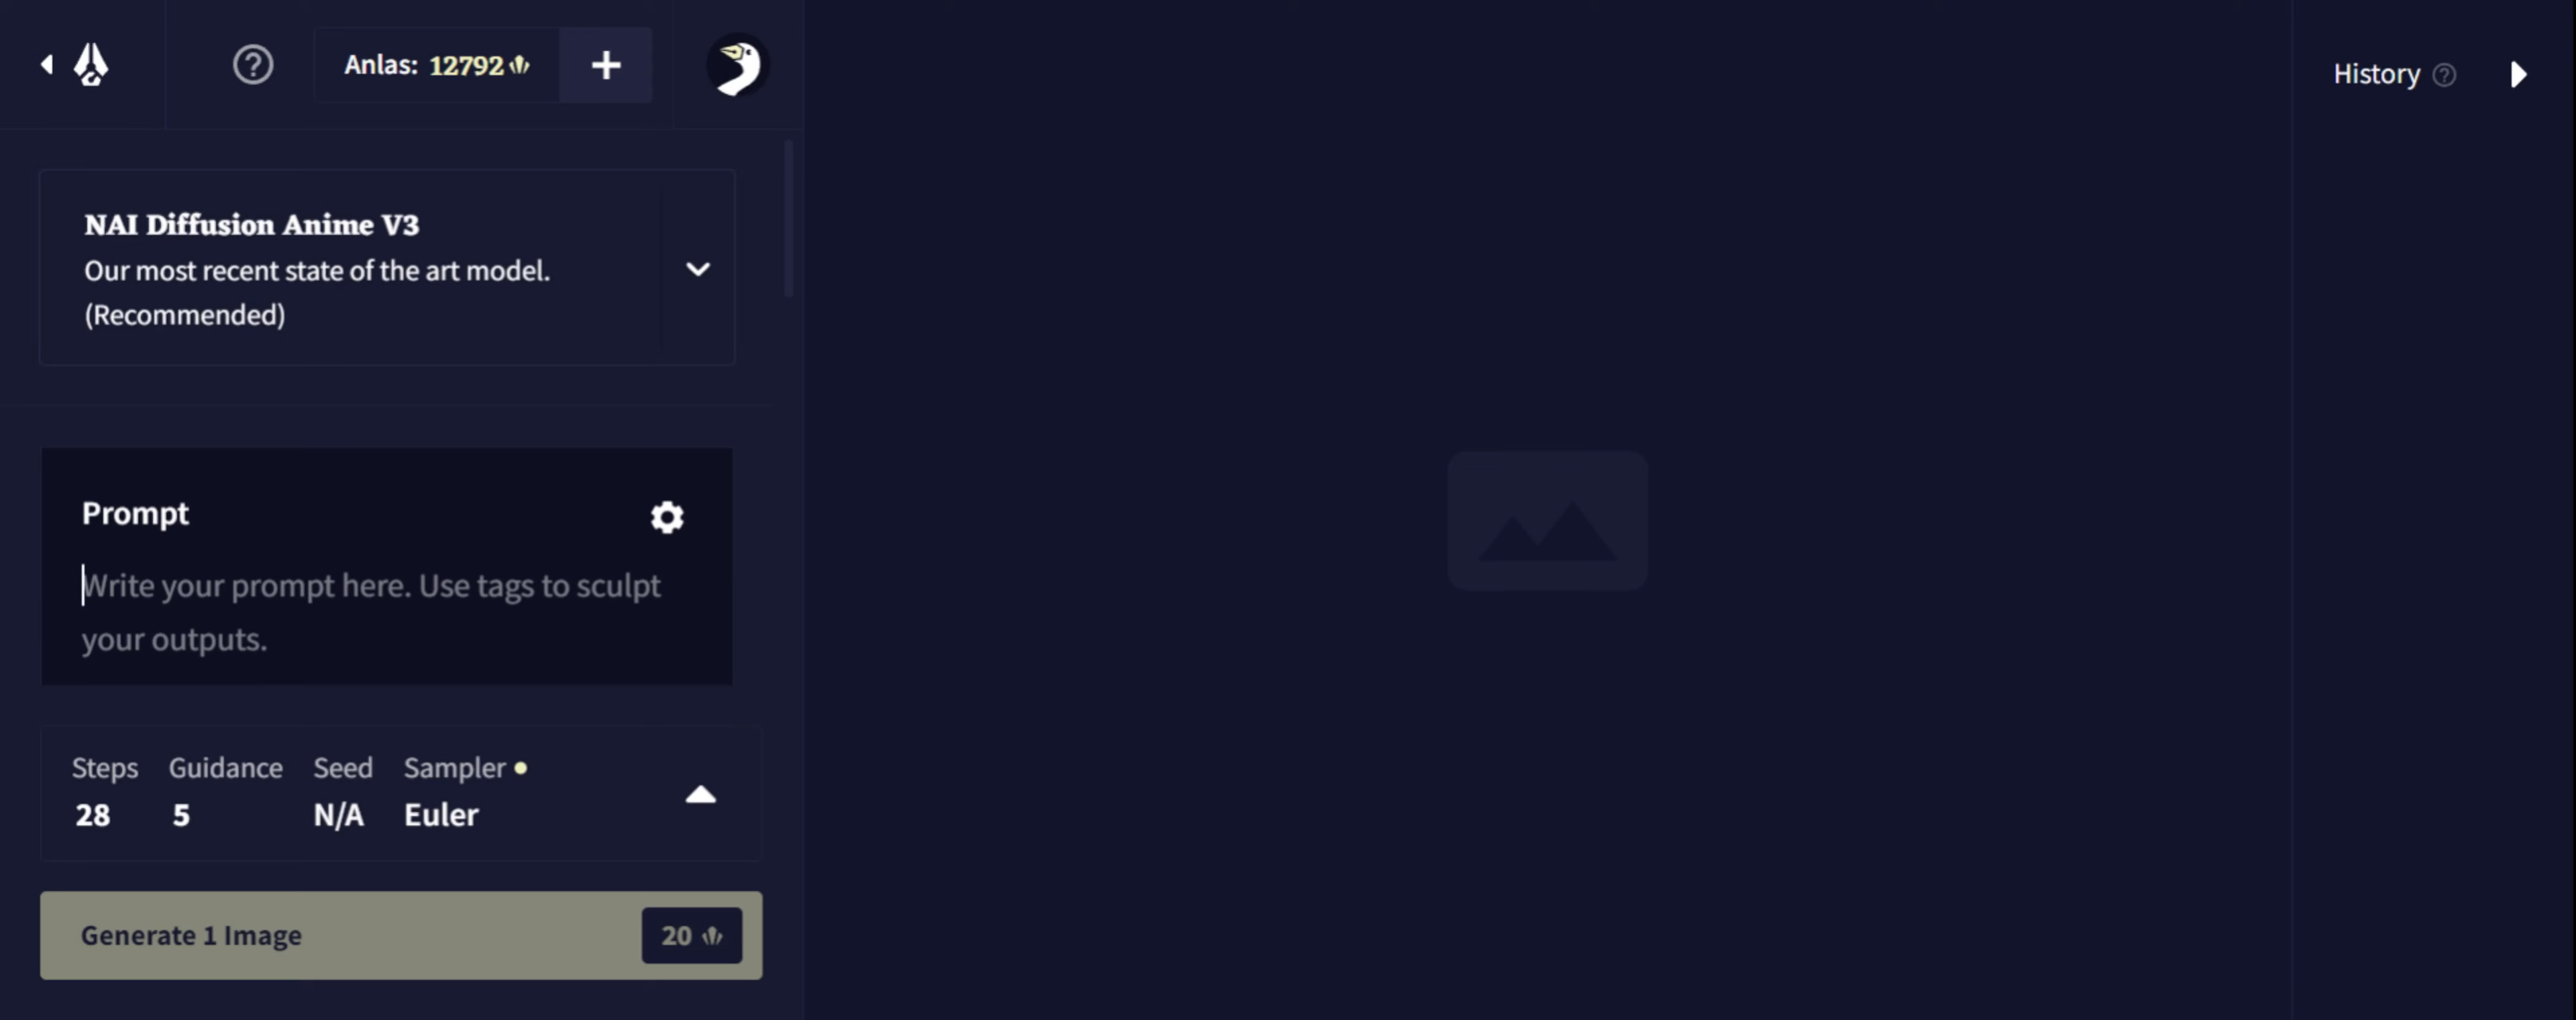 Anlas: 12792
History
NAI Diffusion Anime V3
Our most recent state of the art model.
(Recommended)
Prompt
Write your prompt here. Use tags to sculpt
your outputs.
Steps Guidance Seed Sampler
28 5 N/A Euler
Generate 1 Image 20